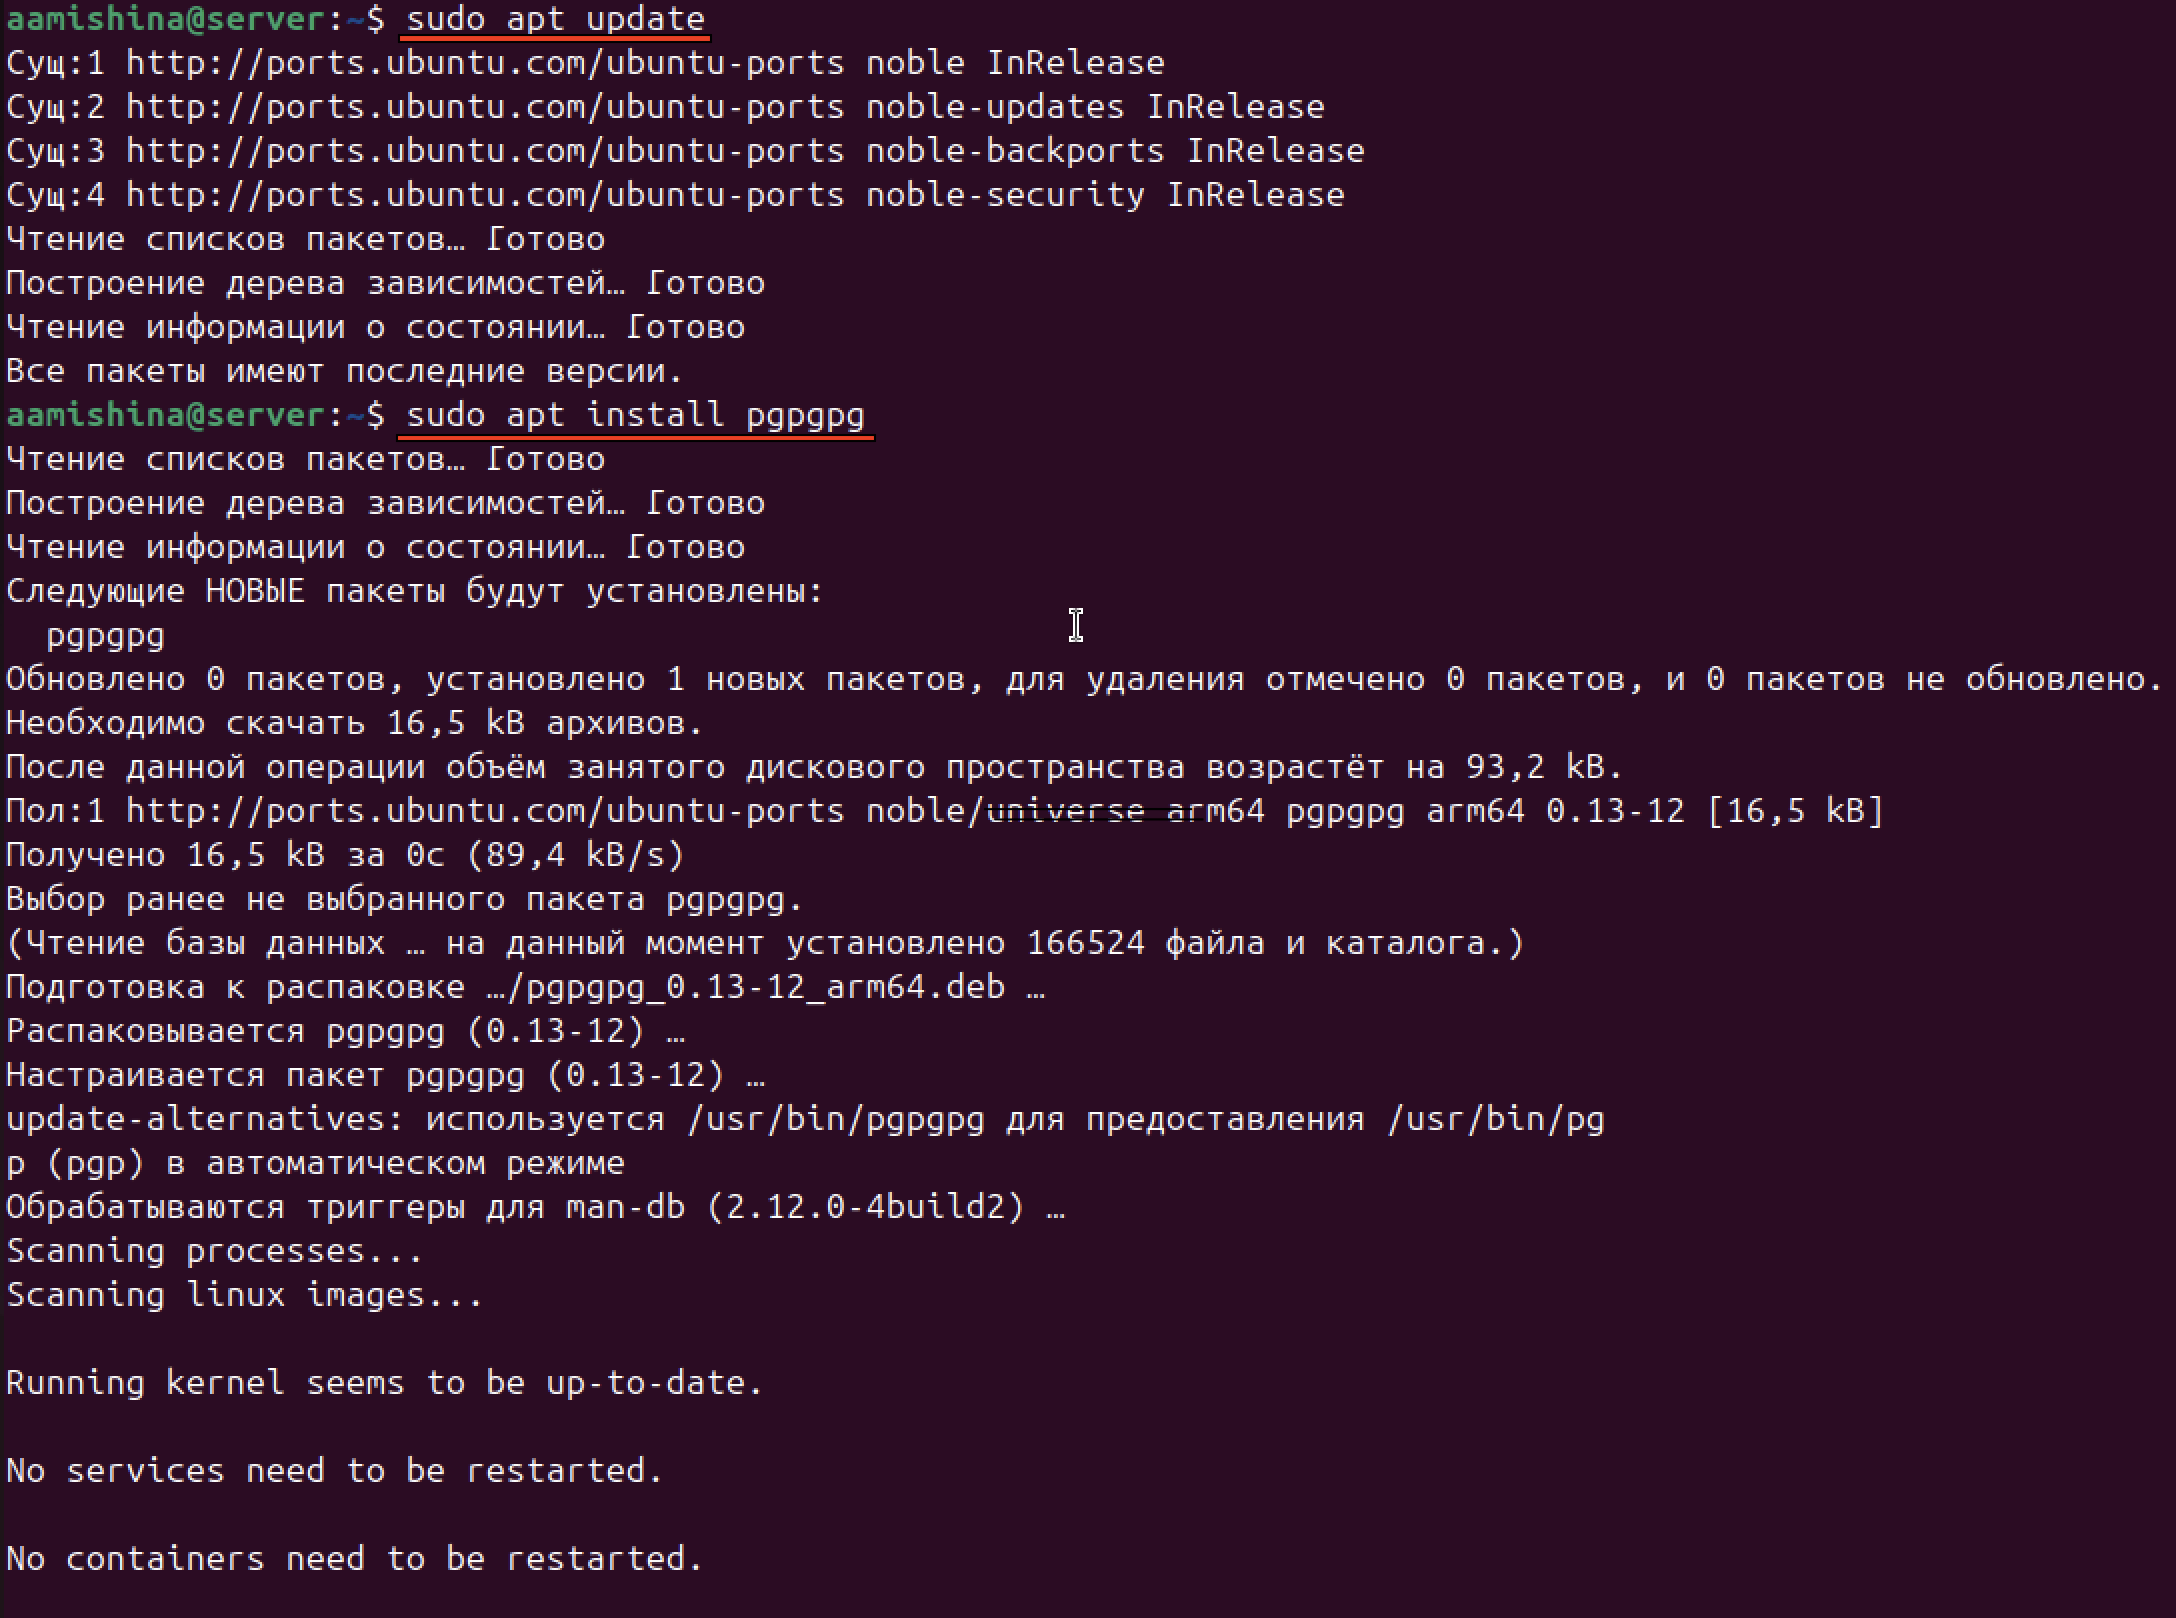 aamishina@server:~$ sudo apt update
Сущ:1 http://ports.ubuntu.com/ubuntu-ports noble InRelease
Сущ:2 http://ports.ubuntu.com/ubuntu-ports noble-updates InRelease
Сущ:3 http://ports.ubuntu.com/ubuntu-ports noble-backports InRelease
Сущ:4 http://ports.ubuntu.com/ubuntu-ports noble-security InRelease
Чтение списков пакетов… Готово
Построение дерева зависимостей… Готово
Чтение информации о состоянии… Готово
Все пакеты имеют последние версии.
aamishina@server:~$ sudo apt install pgpgpg
Чтение списков пакетов… Готово
Построение дерева зависимостей… Готово
Чтение информации о состоянии… Готово
Следующие НОВЫЕ пакеты будут установлены:
  pgpgpg
Обновлено 0 пакетов, установлено 1 новых пакетов, для удаления отмечено 0 пакетов, и 0 пакетов не обновлено.
Необходимо скачать 16,5 kB архивов.
После данной операции объём занятого дискового пространства возрастёт на 93,2 kB.
Пол:1 http://ports.ubuntu.com/ubuntu-ports noble/universe arm64 pgpgpg arm64 0.13-12 [16,5 kB]
Получено 16,5 kB за 0с (89,4 kB/s)
Выбор ранее не выбранного пакета pgpgpg.
(Чтение базы данных … на данный момент установлено 166524 файла и каталога.)
Подготовка к распаковке …/pgpgpg_0.13-12_arm64.deb …
Распаковывается pgpgpg (0.13-12) …
Настраивается пакет pgpgpg (0.13-12) …
update-alternatives: используется /usr/bin/pgpgpg для предоставления /usr/bin/pg
p (pgp) в автоматическом режиме
Обрабатываются триггеры для man-db (2.12.0-4build2) …
Scanning processes...
Scanning linux images...
Running kernel seems to be up-to-date.
No services need to be restarted.
No containers need to be restarted.